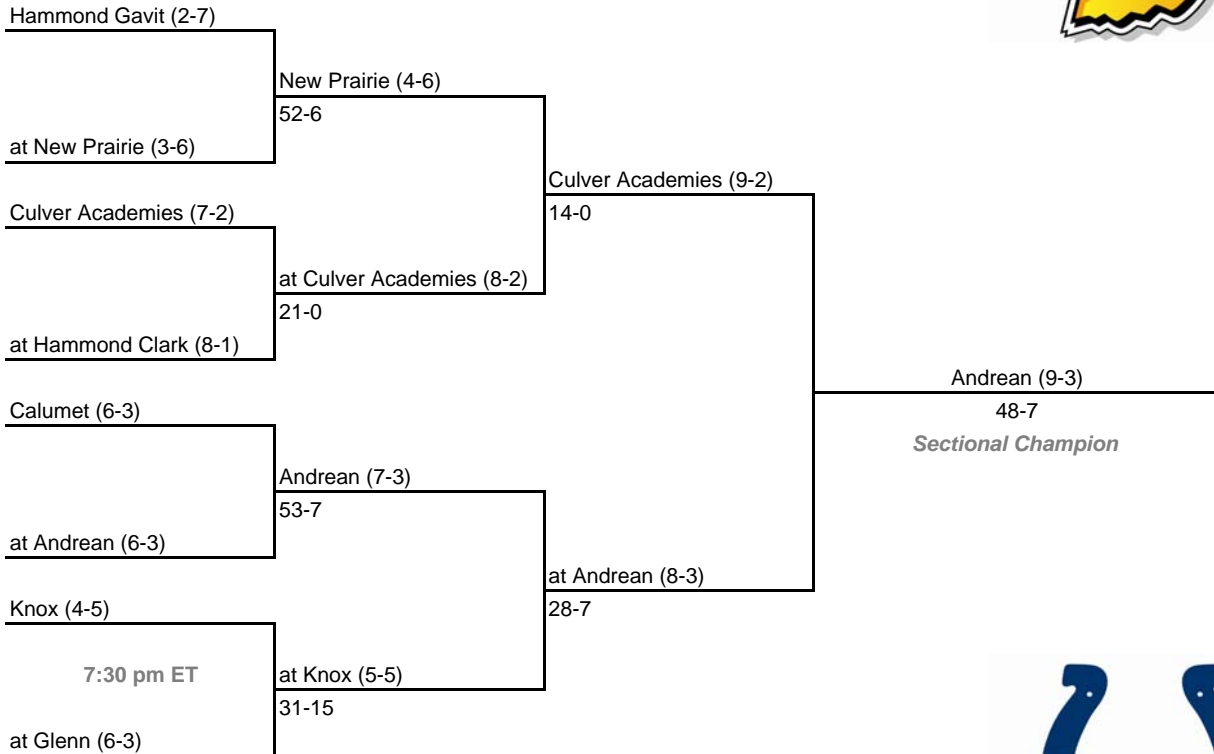 Hammond Gavit (2-7)
New Prairie (4-6)
52-6
at New Prairie (3-6)
Culver Academies (9-2)
14-0
Culver Academies (7-2)
at Culver Academies (8-2)
21-0
at Hammond Clark (8-1)
Andrean (9-3)
48-7
Sectional Champion
Calumet (6-3)
Andrean (7-3)
53-7
at Andrean (6-3)
at Andrean (8-3)
28-7
Knox (4-5)
7:30 pm ET
at Knox (5-5)
31-15
at Glenn (6-3)